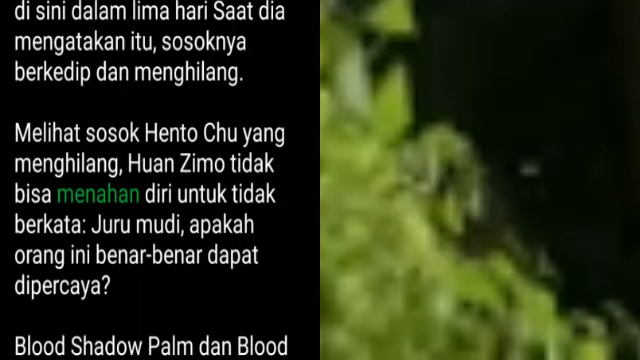 di sini dalam lima hari Saat dia
mengatakan itu, sosoknya
berkedip dan menghilang.
Melihat sosok Hento Chu yang
menghilang, Huan Zimo tidak
bisa menahan diri untuk tidak
berkata: Juru mudi, apakah
orang ini benar-benar dapat
dipercaya?
Blood Shadow Palm dan Blood